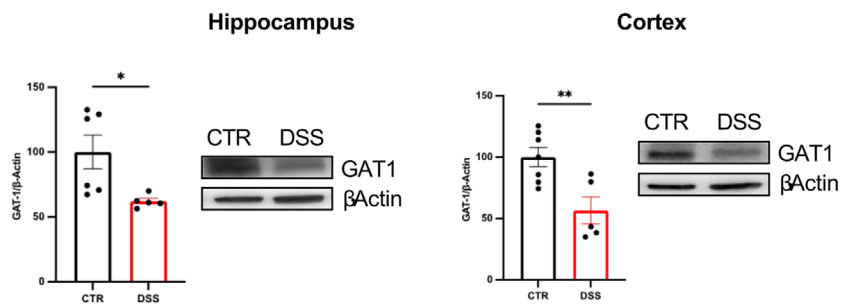 Hippocampus
Cortex
GAT-1/β-Actin
150
100
50
0
*
CTR
DSS
CTR DSS
GAT1
βActin
GAT-1/β-Actin
150
100
50
0
**
CTR
DSS
CTR DSS
GAT1
βActin